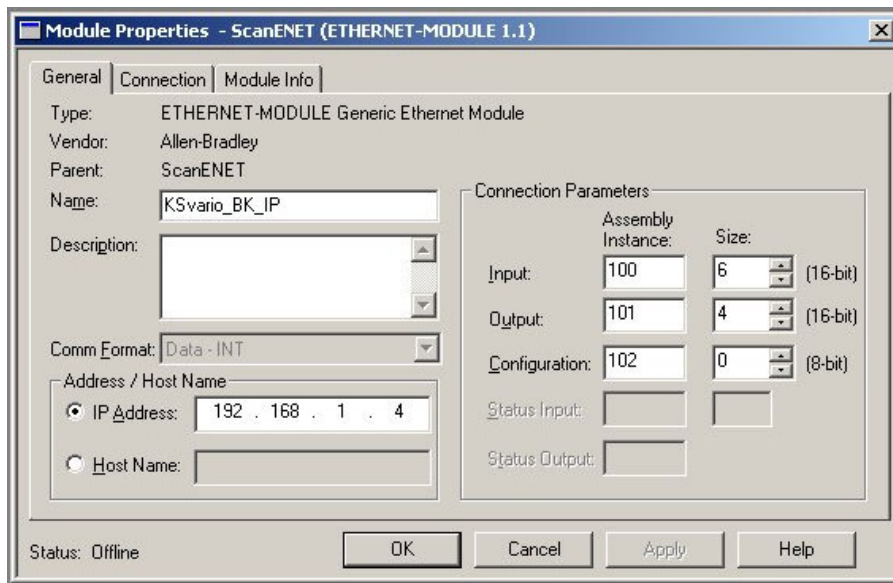 Module Properties - ScanENET (ETHERNET-MODULE 1.1)
General Connection Module Info
Type: ETHERNET-MODULE Generic Ethernet Module
Vendor: Allen-Bradley
Parent: ScanENET
Name: KSvario_BK_IP
Description:
Comm Format: Data - INT
Address / Host Name
IP Address: 192 . 168 . 1 . 4
Host Name:
Connection Parameters
Assembly Instance: Size:
Input: 100 6 (16-bit)
Output: 101 4 (16-bit)
Configuration: 102 0 (8-bit)
Status Input:
Status Output:
Status: Offline OK Cancel Apply Help